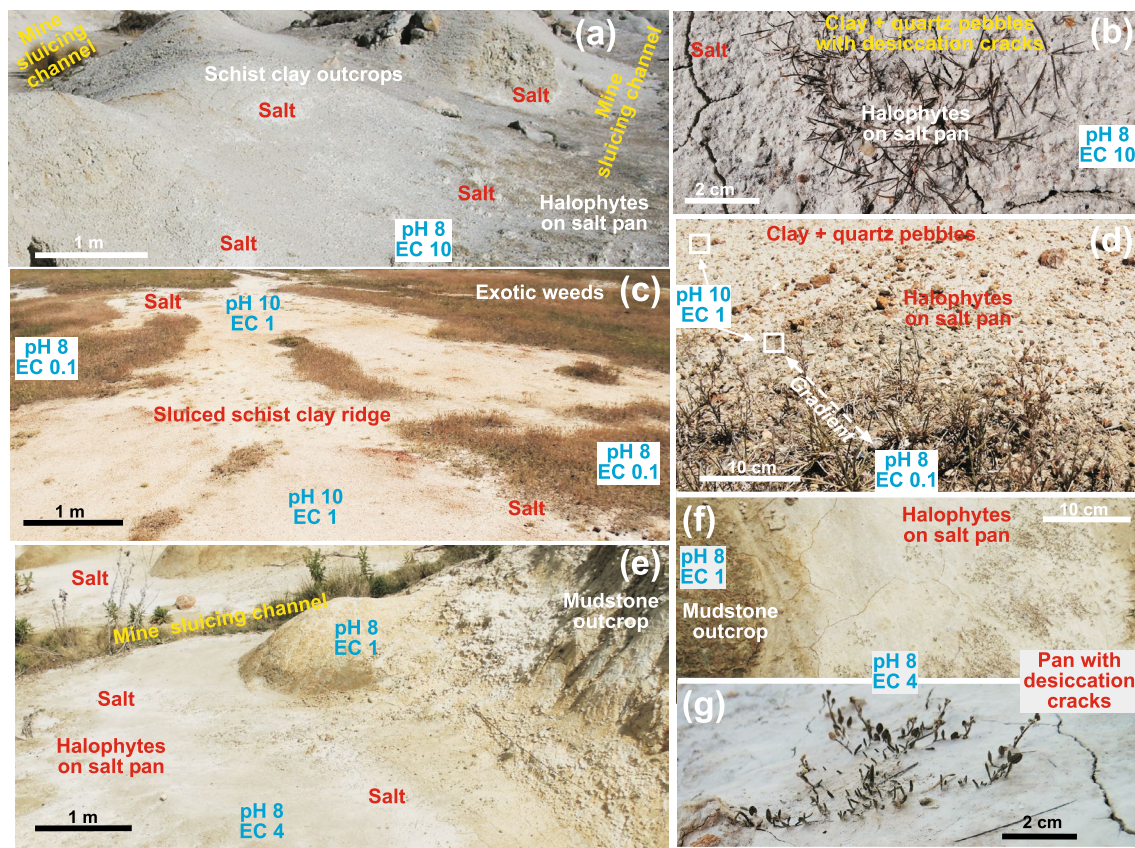 (a)
Mine
sluicing
channel
Schist clay outcrops
Salt
Salt
Mine
sluicing channel
Salt
Halophytes
on salt pan
Salt
pH 8
EC 10
1 m
(b)
Clay + quartz pebbles
with desiccation cracks
Salt
Halophytes
on salt pan
pH 8
EC 10
2 cm
(c)
Exotic weeds
Salt
pH 10
EC 1
pH 8
EC 0.1
Sluiced schist clay ridge
pH 8
EC 0.1
pH 10
EC 1
Salt
1 m
(d)
Clay + quartz pebbles
pH 10
EC 1
Halophytes
on salt pan
Gradient
pH 8
EC 0.1
10 cm
(e)
Salt
Mine sluicing channel
Mudstone
outcrop
pH 8
EC 1
Salt
Halophytes
on salt pan
Salt
pH 8
EC 4
1 m
(f)
Halophytes
on salt pan
10 cm
pH 8
EC 1
Mudstone
outcrop
pH 8
EC 4
Pan with
desiccation
cracks
(g)
2 cm